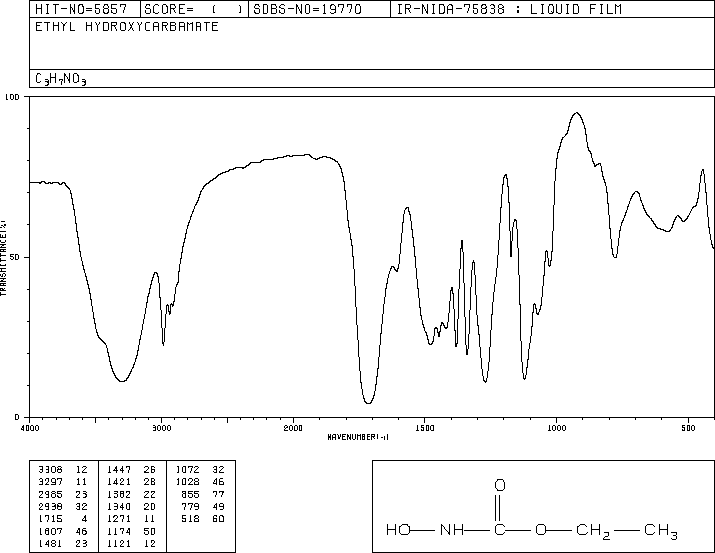 HIT-NO=5857 SCORE= ( ) SDBS-NO=19770 IR-NIDA-75838 : LIQUID FILM
ETHYL HYDROXYCARBAMATE
C3H7NO3
100
50
0
TRANSMITTANCE(%)
4000 3000 2000 1500 1000 500
WAVENUMBER(-1)
3308 12 1447 26 1072 32
3297 11 1421 28 1028 46
2985 23 1382 22 855 77
2938 32 1340 20 779 49
1715 4 1271 11 518 60
1607 46 1174 50
1481 23 1121 12
O
HO NH C O CH2 CH3